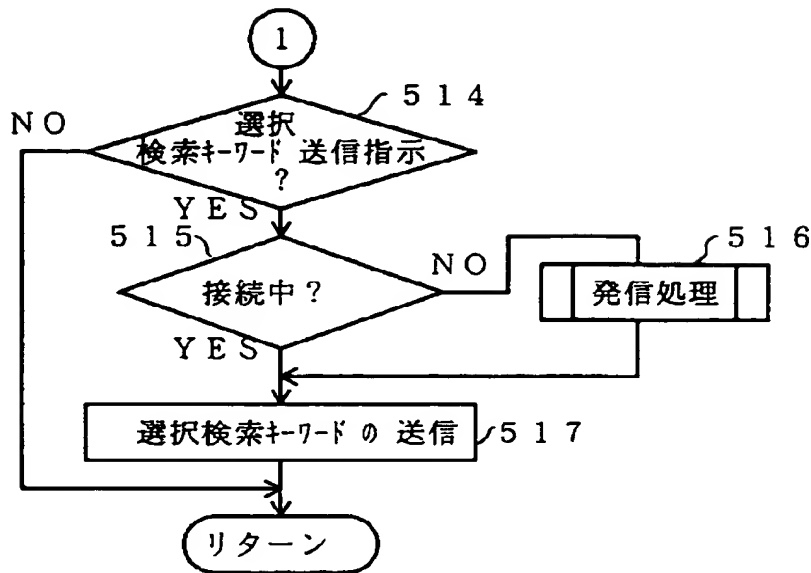 1
514
NO
選択
検索ｷｰﾜｰﾄﾞ 送信指示
?
YES
515
接続中?
NO
516
発信処理
YES
選択検索ｷｰﾜｰﾄﾞ の 送信
517
リターン